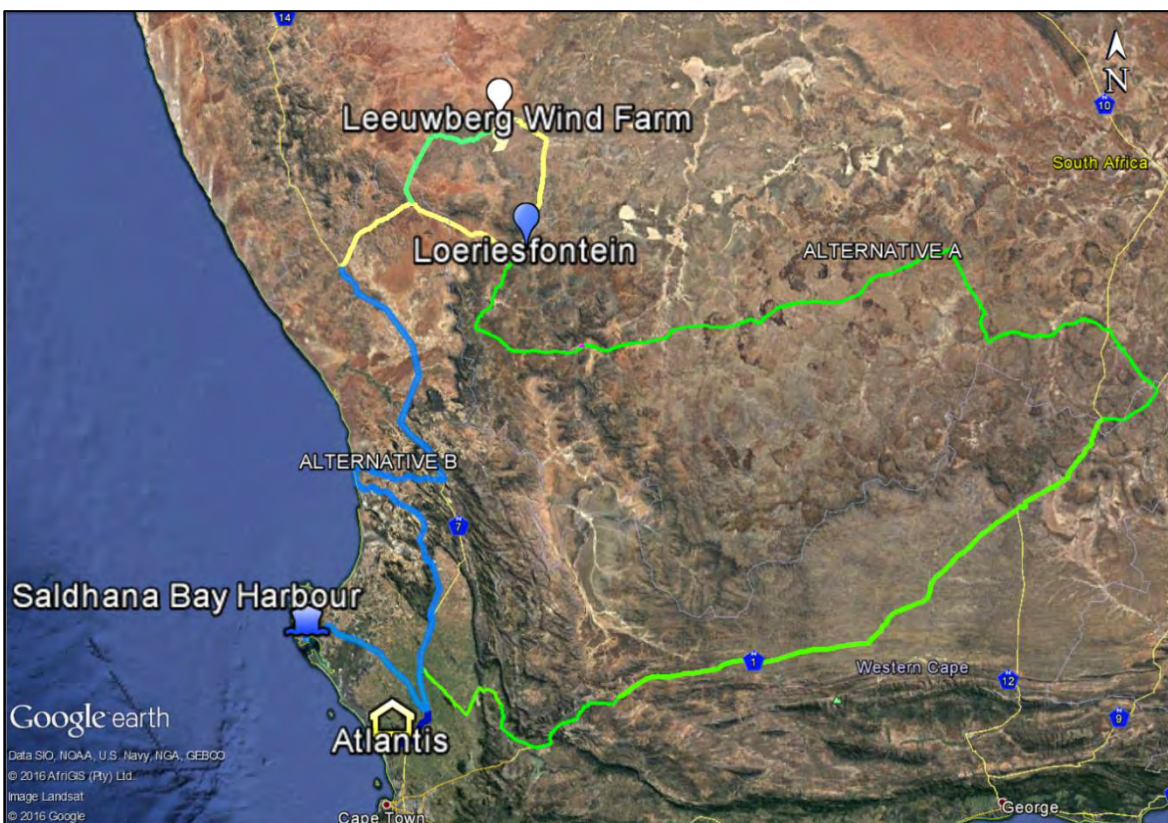 14
N
Leeuwberg Wind Farm
N
10
South Africa
Loeriesfontein
ALTERNATIVE A
ALTERNATIVE B
N
7
Saldhana Bay Harbour
N
1
Western Cape
N
12
N
9
Google earth
Atlantis
Data SIO, NOAA, U.S. Navy, NGA, GEBCO
© 2016 AfriGIS (Pty) Ltd.
Image Landsat
© 2016 Google
Cape Town
George